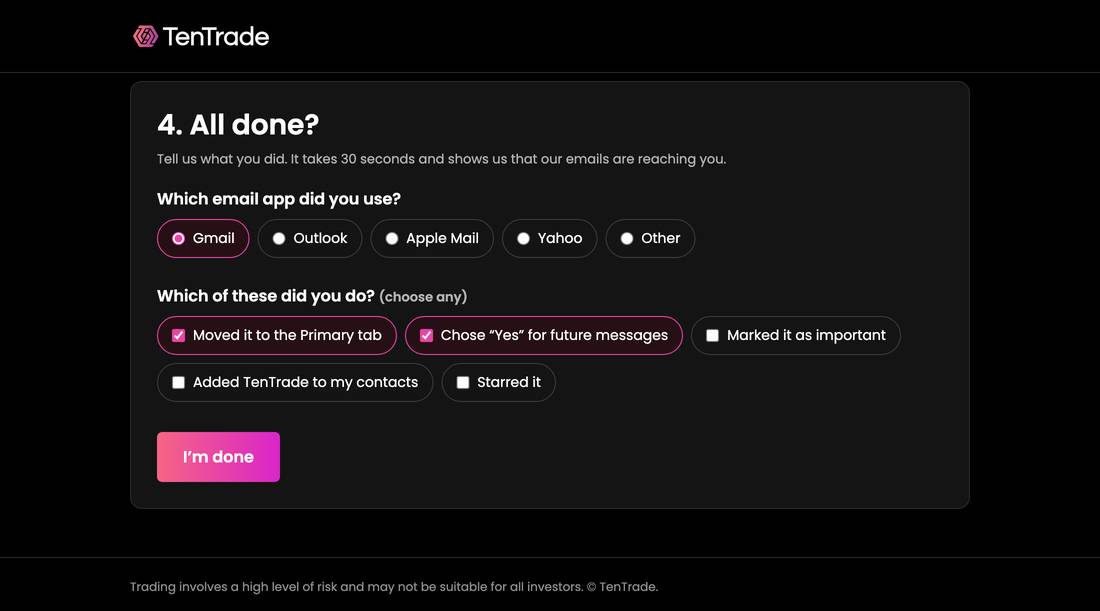 TenTrade
4. All done?
Tell us what you did. It takes 30 seconds and shows us that our emails are reaching you.
Which email app did you use?
Gmail Outlook Apple Mail Yahoo Other
Which of these did you do? (choose any)
Moved it to the Primary tab Chose “Yes” for future messages Marked it as important
Added TenTrade to my contacts Starred it
I’m done
Trading involves a high level of risk and may not be suitable for all investors. © TenTrade.